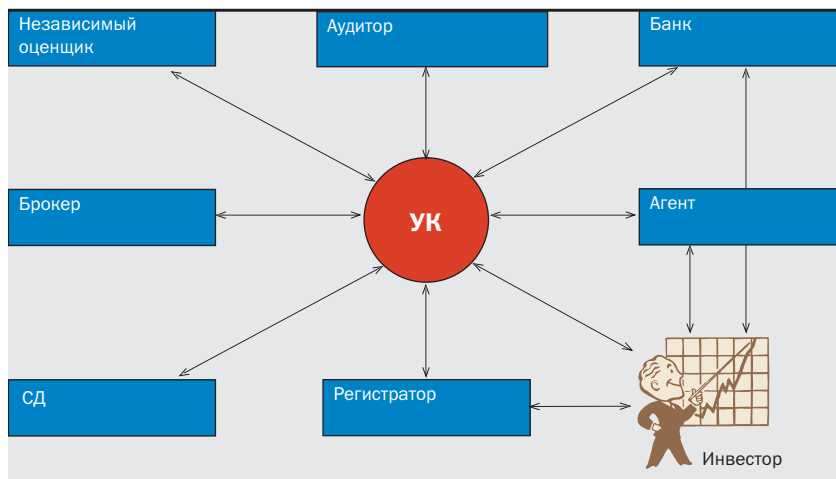 Независимый
оценщик
Аудитор
Банк
Брокер
УК
Агент
СД
Регистратор
Инвестор